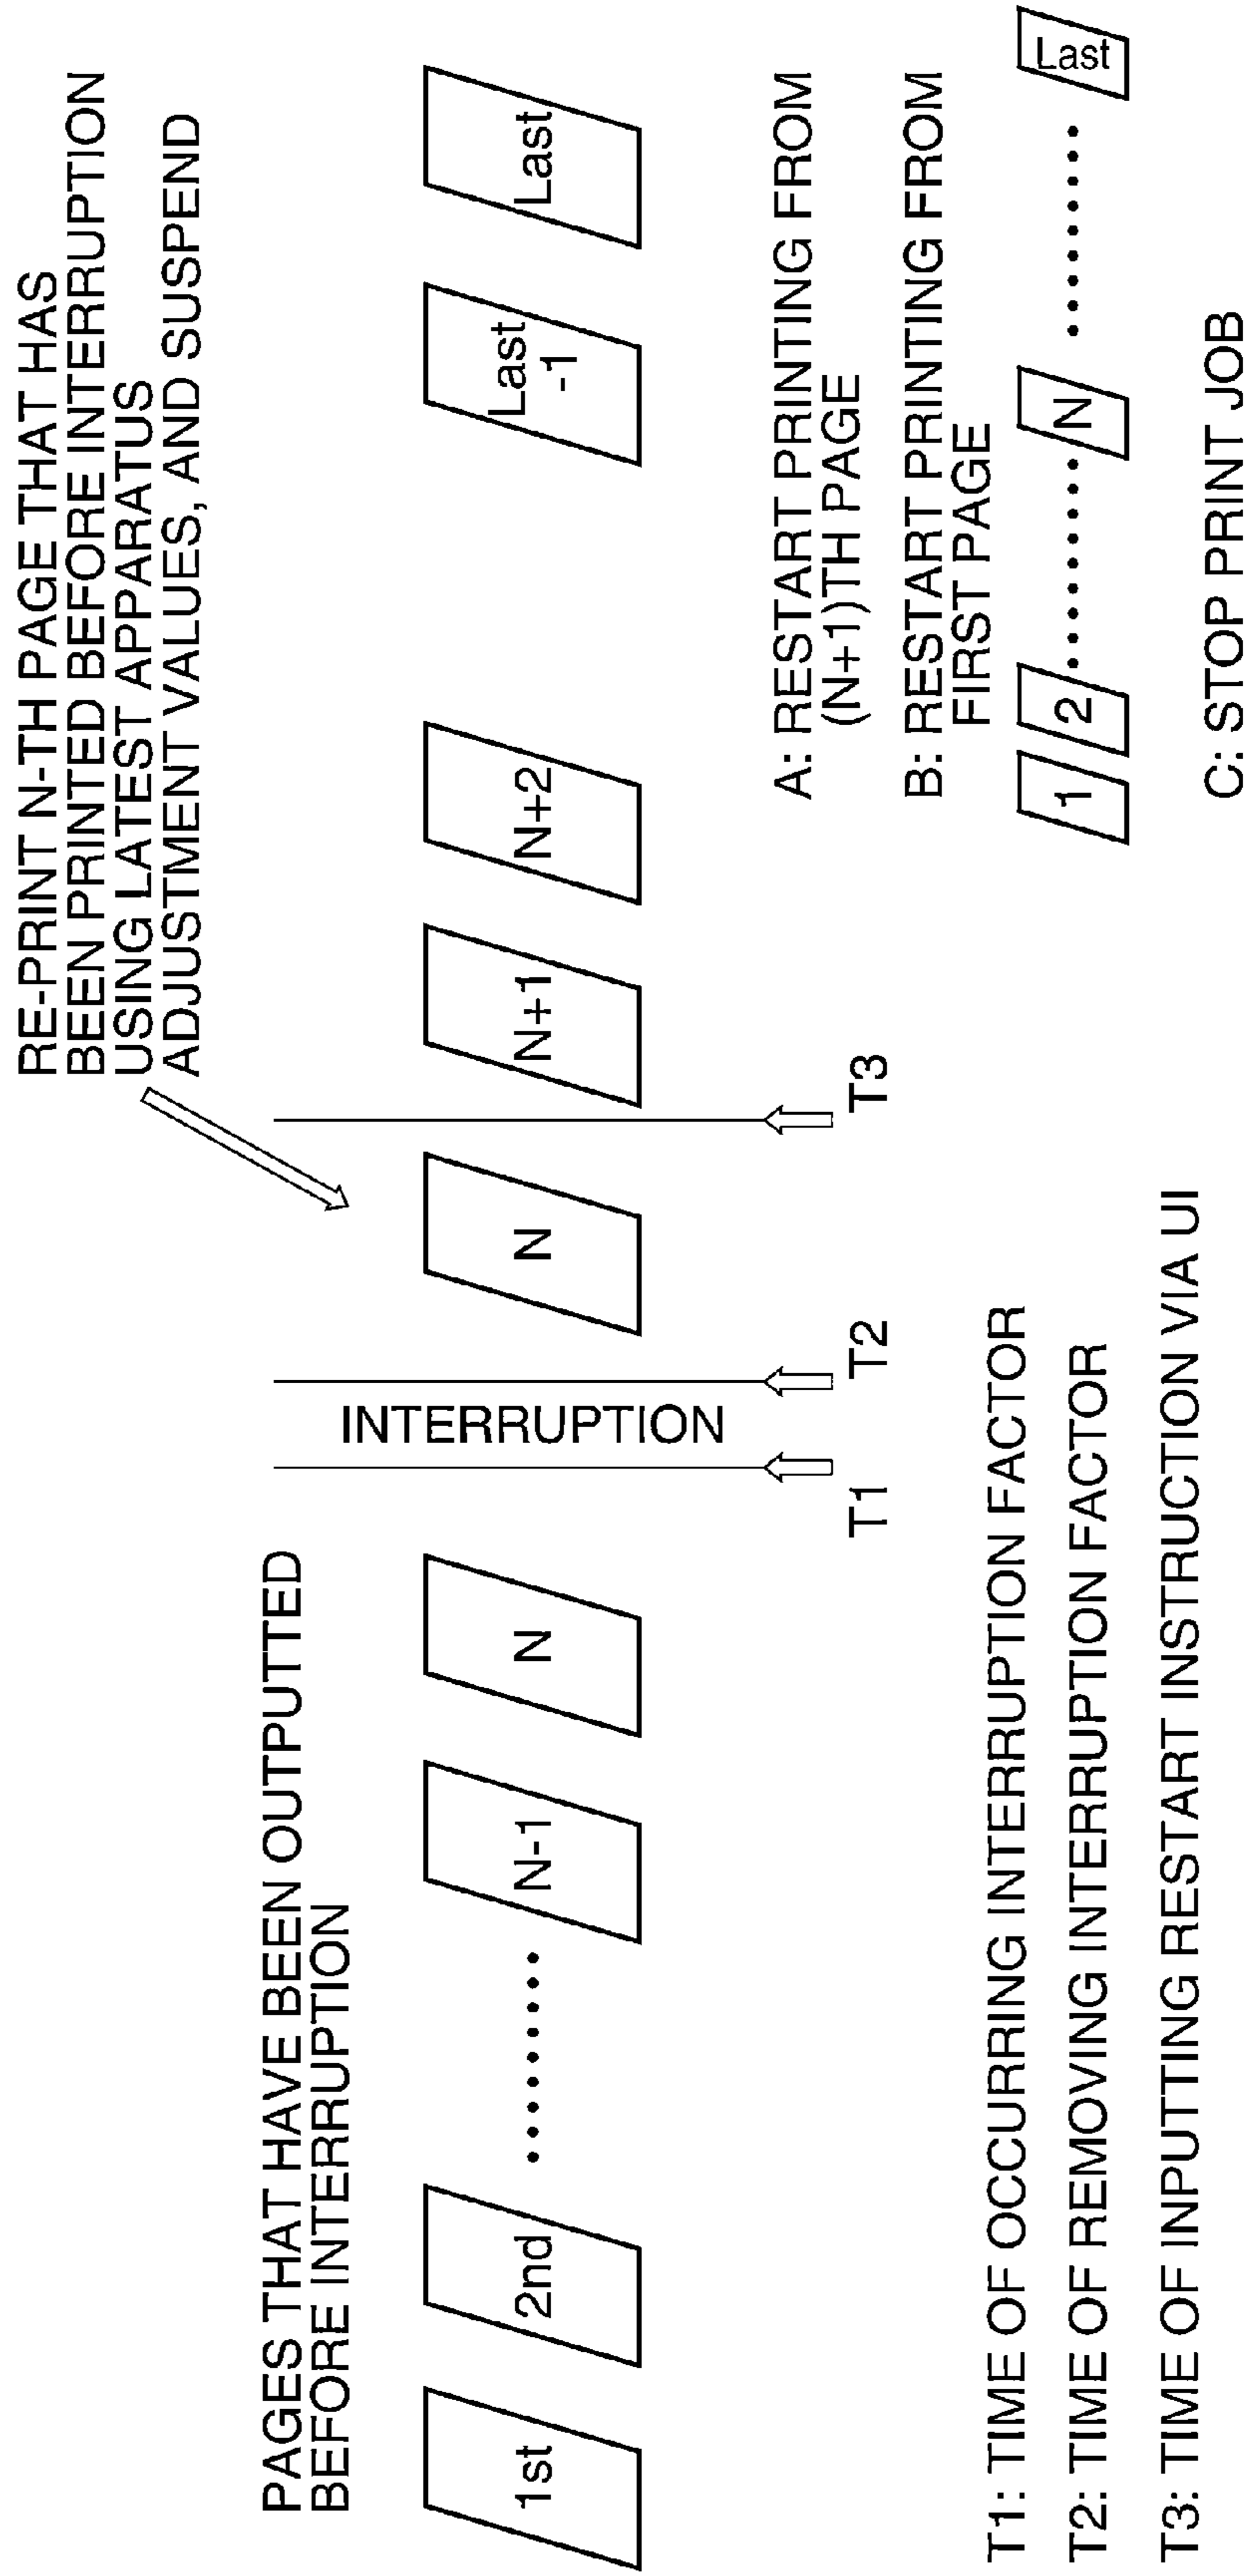 RE-PRINT N-TH PAGE THAT HAS
BEEN PRINTED BEFORE INTERRUPTION
USING LATEST APPARATUS
ADJUSTMENT VALUES, AND SUSPEND
PAGES THAT HAVE BEEN OUTPUTTED
BEFORE INTERRUPTION
INTERRUPTION
1st
2nd
N-1
N
N
N+1
N+2
Last
-1
Last
T1
T2
T3
T1: TIME OF OCCURRING INTERRUPTION FACTOR
T2: TIME OF REMOVING INTERRUPTION FACTOR
T3: TIME OF INPUTTING RESTART INSTRUCTION VIA UI
A: RESTART PRINTING FROM
(N+1)TH PAGE
B: RESTART PRINTING FROM
FIRST PAGE
1
2
N
Last
C: STOP PRINT JOB